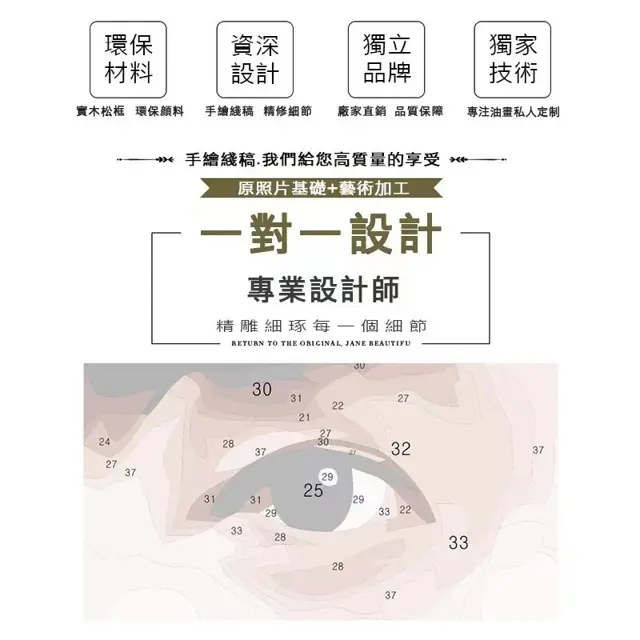 環保
材料
資深
設計
獨立
品牌
獨家
技術
實木松框 環保顔料
手繪綫稿 精修細節
廠家直銷 品質保障
專注油畫私人定制
手繪綫稿.我們給您高質量的享受
原照片基礎+藝術加工
一對一設計
專業設計師
精雕細琢每一個細節
RETURN TO THE ORIGINAL, JANE BEAUTIFU
30
30
31
22
27
21
27
30
24
28
37
27
32
37
27
37
29
25
31
31
29
29
33
22
33
28
33
28
37